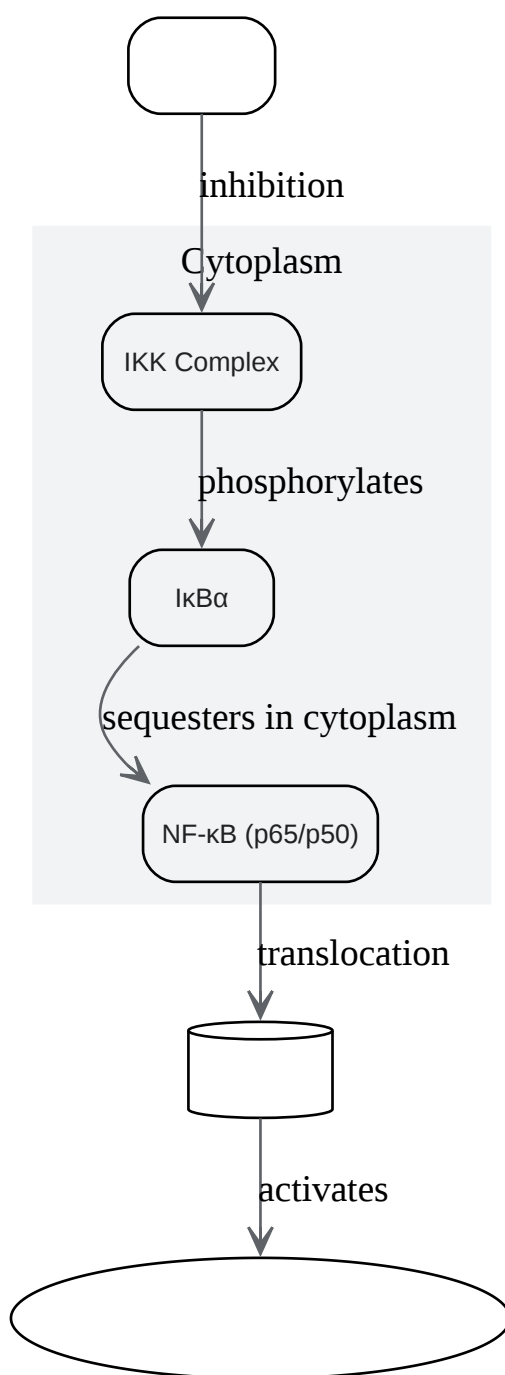 inhibition
Cytoplasm
IKK Complex
phosphorylates
IκBα
sequesters in cytoplasm
NF-κB (p65/p50)
translocation
activates